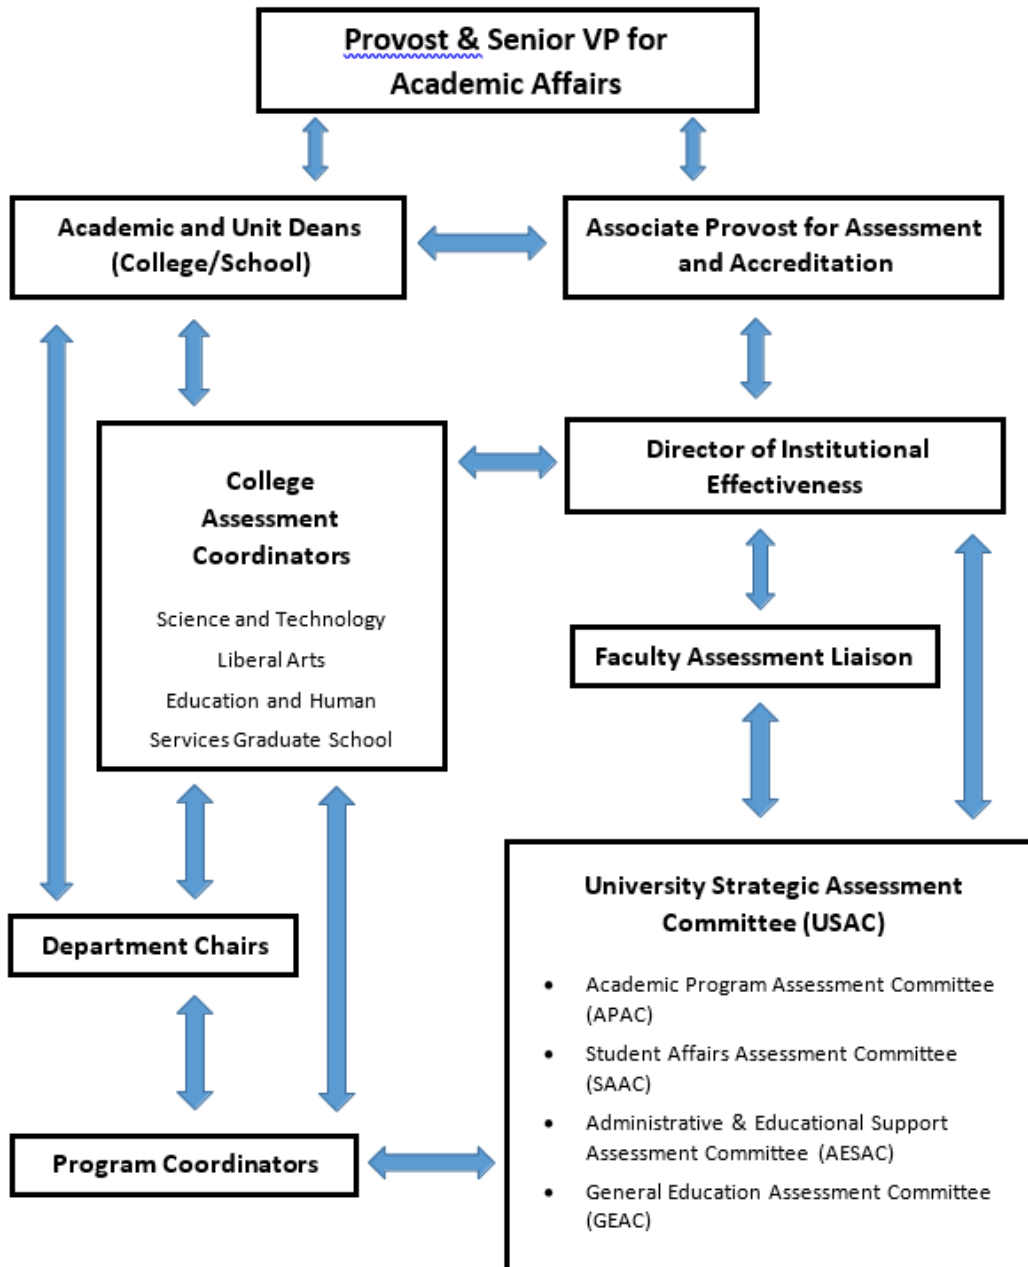 Provost & Senior VP for
Academic Affairs
Academic and Unit Deans
(College/School)
Associate Provost for Assessment
and Accreditation
College
Assessment
Coordinators
Science and Technology
Liberal Arts
Education and Human
Services Graduate School
Director of Institutional
Effectiveness
Faculty Assessment Liaison
Department Chairs
Program Coordinators
University Strategic Assessment
Committee (USAC)
• Academic Program Assessment Committee
(APAC)
• Student Affairs Assessment Committee
(SAAC)
• Administrative & Educational Support
Assessment Committee (AESAC)
• General Education Assessment Committee
(GEAC)